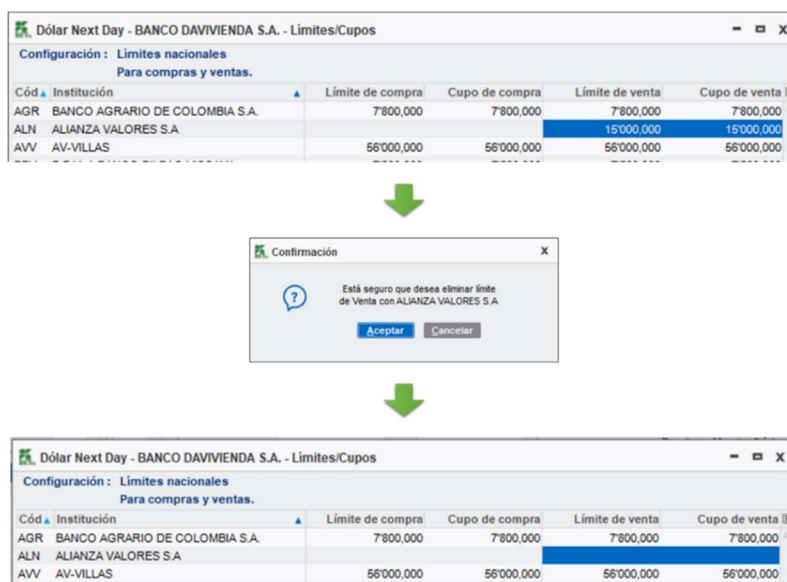 Dólar Next Day - BANCO DAVIVIENDA S.A. - Límites/Cupos
Configuración : Límites nacionales
Para compras y ventas.
Cód Institución Límite de compra Cupo de compra Límite de venta Cupo de venta
AGR BANCO AGRARIO DE COLOMBIA S.A. 7'800,000 7'800,000 7'800,000 7'800,000
ALN ALIANZA VALORES S.A 15'000,000 15'000,000
AVV AV-VILLAS 56'000,000 56'000,000 56'000,000 56'000,000
Confirmación
Está seguro que desea eliminar límite
de Venta con ALIANZA VALORES S.A
Aceptar Cancelar
Dólar Next Day - BANCO DAVIVIENDA S.A. - Límites/Cupos
Configuración : Límites nacionales
Para compras y ventas.
Cód Institución Límite de compra Cupo de compra Límite de venta Cupo de venta
AGR BANCO AGRARIO DE COLOMBIA S.A. 7'800,000 7'800,000 7'800,000 7'800,000
ALN ALIANZA VALORES S.A
AVV AV-VILLAS 56'000,000 56'000,000 56'000,000 56'000,000